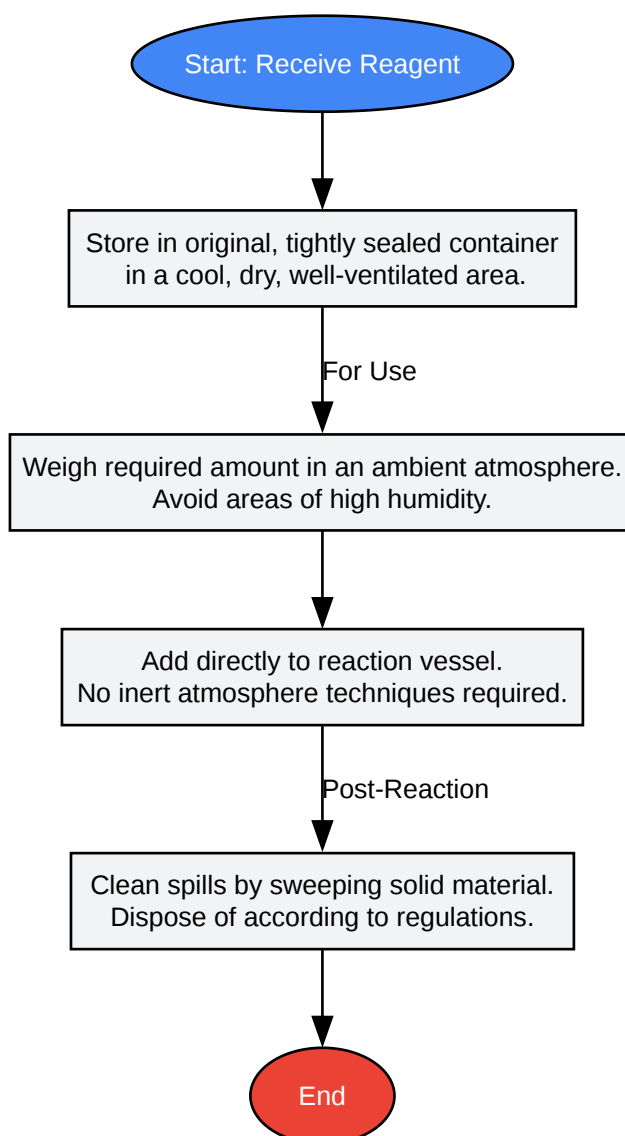 Start: Receive Reagent
Store in original, tightly sealed container
in a cool, dry, well-ventilated area.
For Use
Weigh required amount in an ambient atmosphere.
Avoid areas of high humidity.
Add directly to reaction vessel.
No inert atmosphere techniques required.
Post-Reaction
Clean spills by sweeping solid material.
Dispose of according to regulations.
End